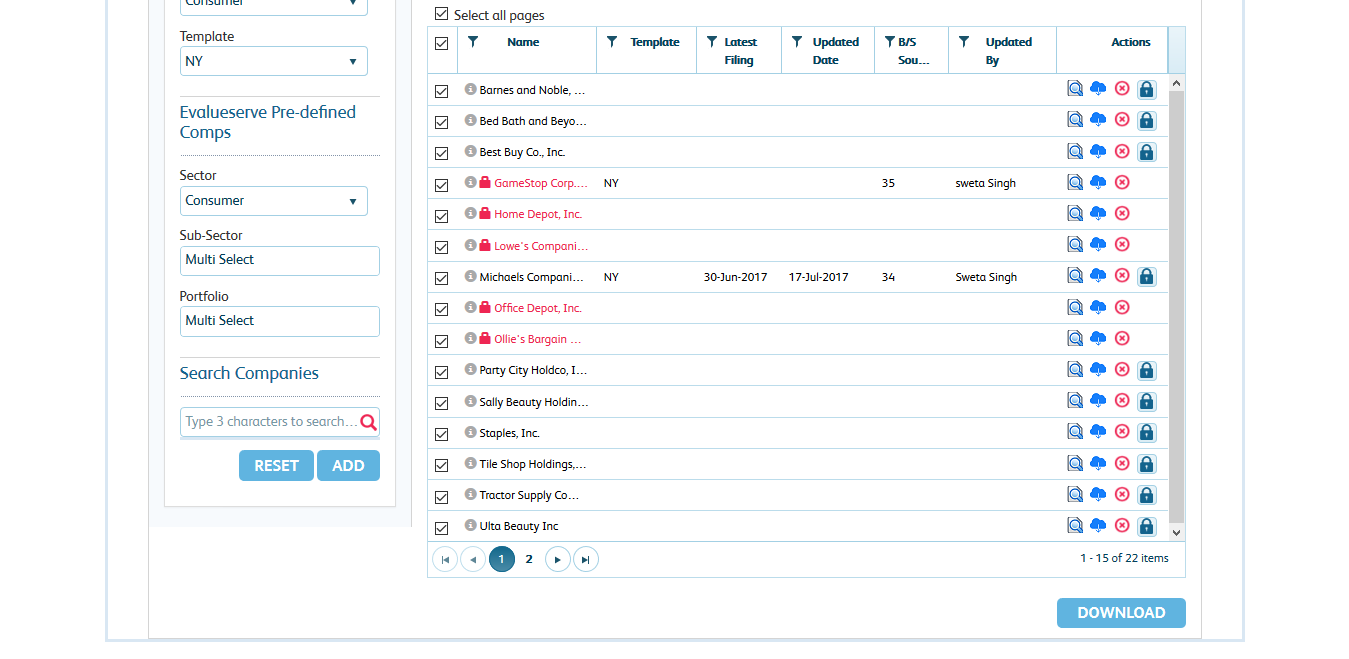 Consumer
Template
NY
Evalueserve Pre-defined
Comps
Sector
Consumer
Sub-Sector
Multi Select
Portfolio
Multi Select
Search Companies
Type 3 characters to search...
RESET ADD
Select all pages
Name Template Latest Filing Updated Date B/S Sou... Updated By Actions
Barnes and Noble, ...
Bed Bath and Beyo...
Best Buy Co., Inc.
GameStop Corp.... NY 35 sweta Singh
Home Depot, Inc.
Lowe's Compani...
Michaels Compani... NY 30-Jun-2017 17-Jul-2017 34 Sweta Singh
Office Depot, Inc.
Ollie's Bargain ...
Party City Holdco, I...
Sally Beauty Holdin...
Staples, Inc.
Tile Shop Holdings,...
Tractor Supply Co...
Ulta Beauty Inc
1 2
1 - 15 of 22 items
DOWNLOAD